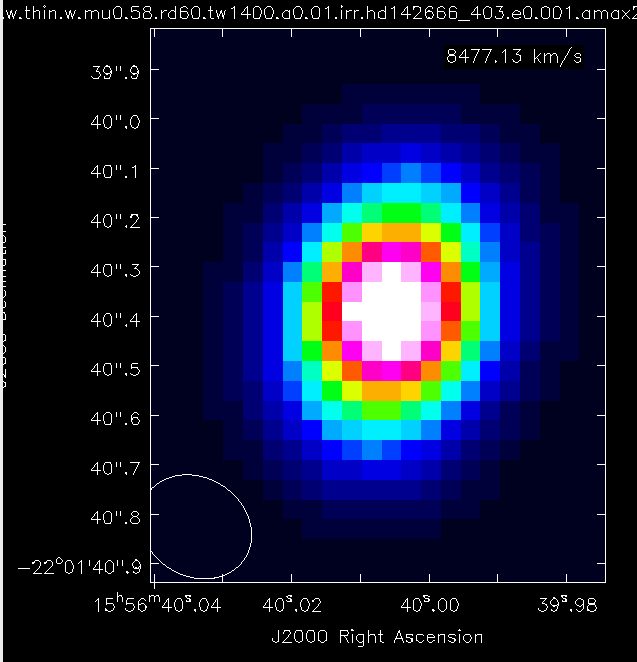 .w.thin.w.mu0.58.rd60.tw1400.a0.01.irr.hd142666_403.e0.001.amax2
8477.13 km/s
39".9
40".0
40".1
40".2
40".3
40".4
40".5
40".6
40".7
40".8
-22°01'40".9
15ʰ56ᵐ40ˢ.04 40ˢ.02 40ˢ.00 39ˢ.98
J2000 Right Ascension